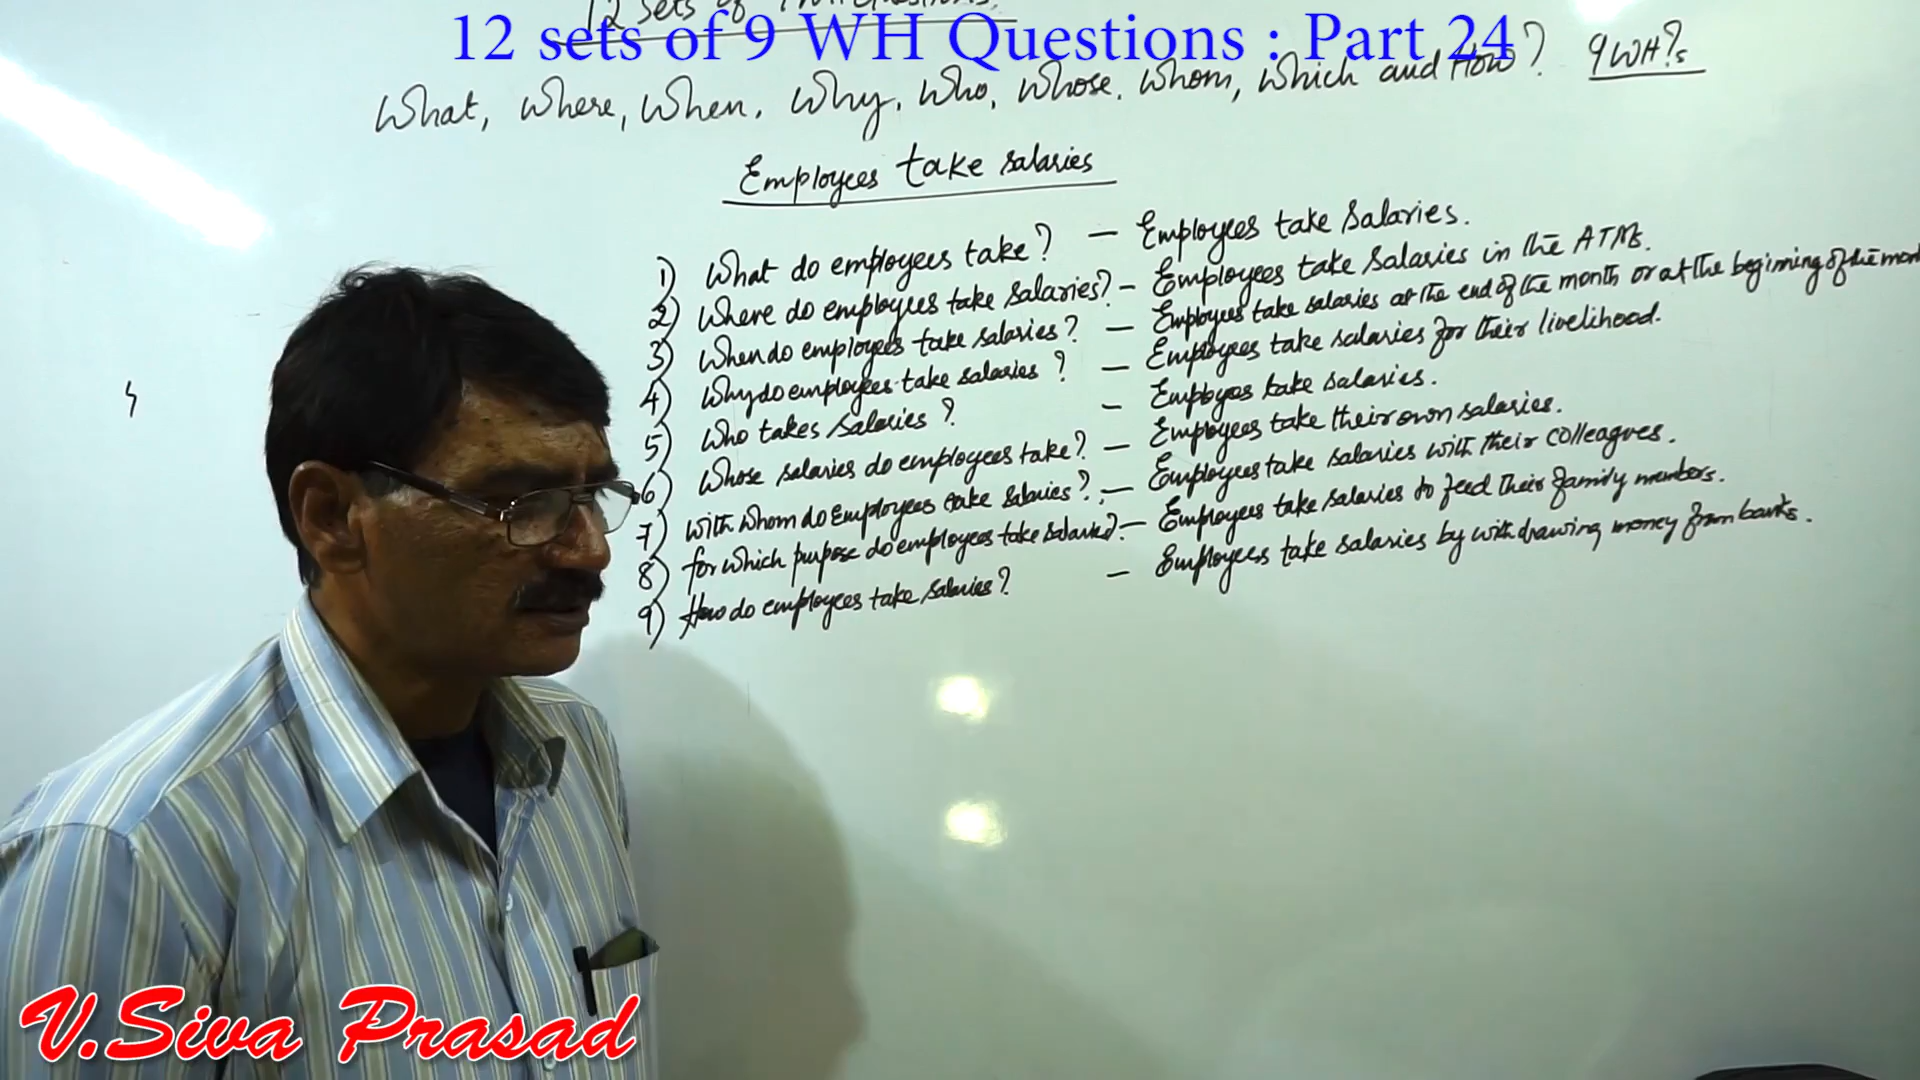 12 Sets of 9 WH Questions.
12 sets of 9 WH Questions : Part 24
What, Where, When, Why, Who, Whose, Whom, Which and How? 9 WH?s
Employees take salaries
1) What do employees take? – Employees take Salaries.
2) Where do employees take salaries? – Employees take Salaries in the ATMs.
3) When do employees take salaries? – Employees take salaries at the end of the month or at the beginning of the
4) Why do employees take salaries? – Employees take salaries for their livelihood.
5) Who takes salaries? – Employees take salaries.
6) Whose salaries do employees take? – Employees take their own salaries.
7) With whom do employees take salaries? – Employees take salaries with their colleagues.
8) for which purpose do employees take salaries? – Employees take salaries to feed their family members.
9) How do employees take salaries? – Employees take salaries by withdrawing money from banks.
V.Siva Prasad